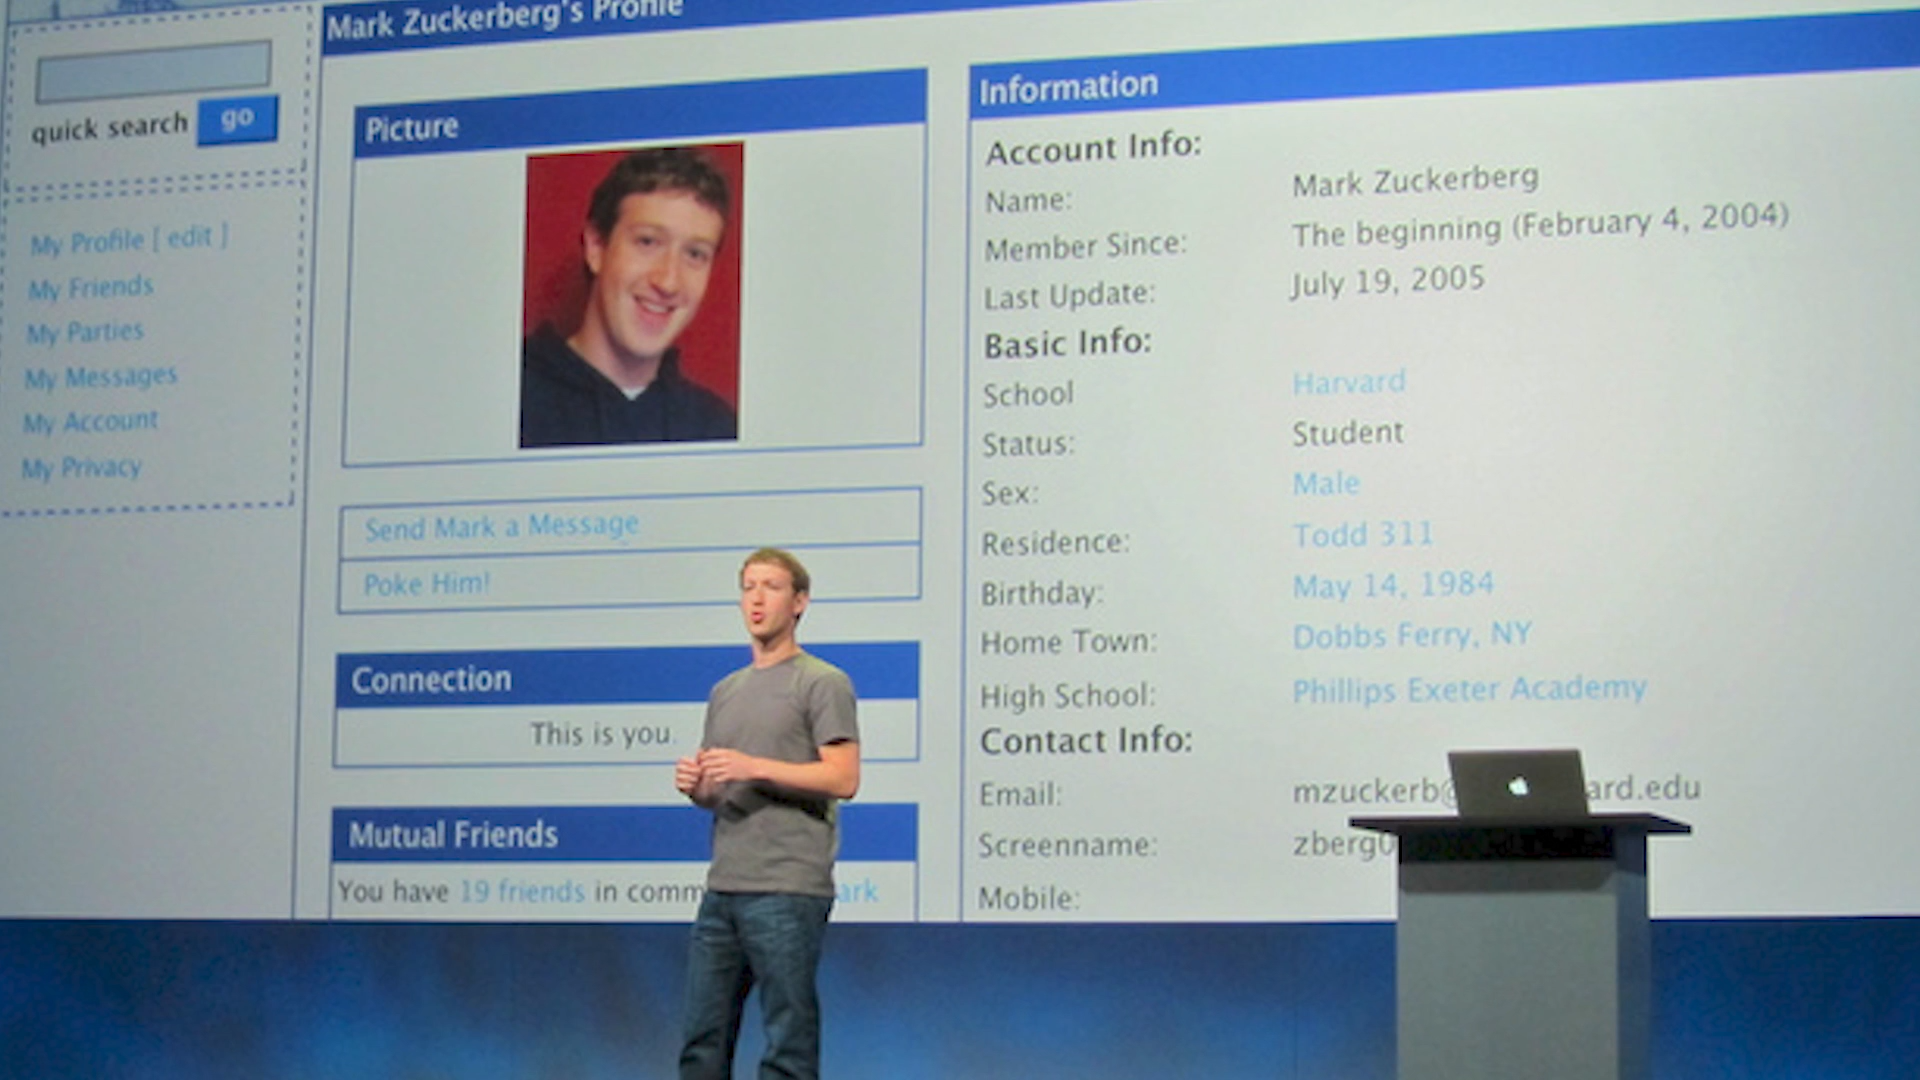 Mark Zuckerberg's Profile
quick search go
My Profile [ edit ]
My Friends
My Parties
My Messages
My Account
My Privacy
Picture
Send Mark a Message
Poke Him!
Connection
This is you.
Mutual Friends
You have 19 friends in comm ark
Information
Account Info:
Name: Mark Zuckerberg
Member Since: The beginning (February 4, 2004)
Last Update: July 19, 2005
Basic Info:
School Harvard
Status: Student
Sex: Male
Residence: Todd 311
Birthday: May 14, 1984
Home Town: Dobbs Ferry, NY
High School: Phillips Exeter Academy
Contact Info:
Email: mzuckerb@ ard.edu
Screenname: zberg0
Mobile: